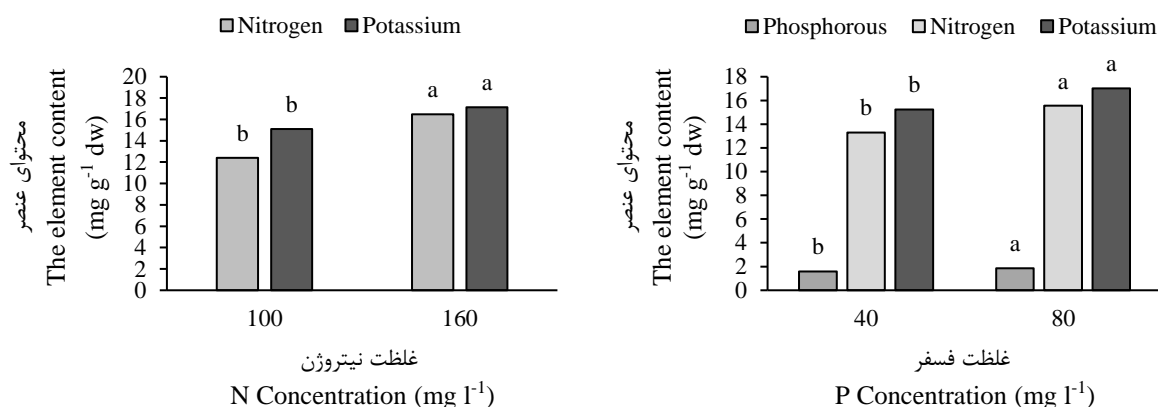 Nitrogen Potassium
محتوای عنصر
The element content
(mg g-1 dw)
20
18
16
14
12
10
8
6
4
2
0
b
b
a
a
100 160
غلظت نیتروژن
N Concentration (mg l-1)
Phosphorous Nitrogen Potassium
محتوای عنصر
The element content
(mg g-1 dw)
18
16
14
12
10
8
6
4
2
0
b
b
b
a
a
a
40 80
غلظت فسفر
P Concentration (mg l-1)